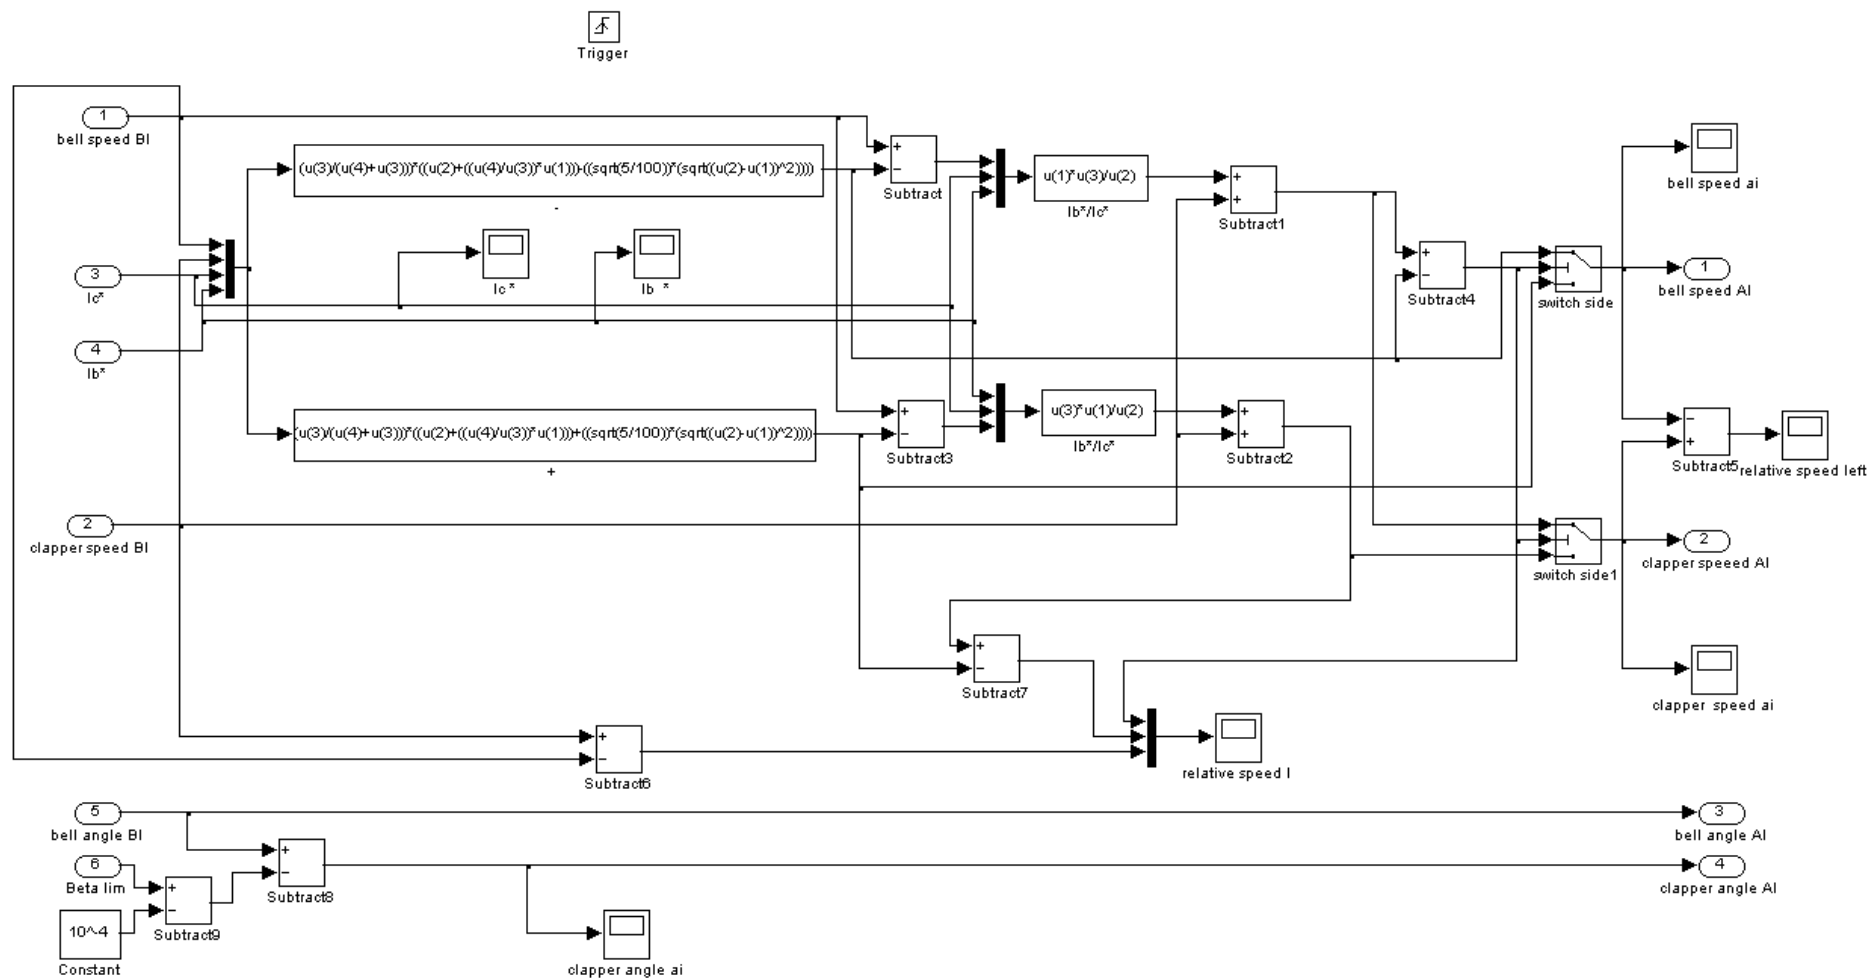 Trigger
1
bell speed BI
(u(3)/(u(4)+u(3)))*((u(2)+((u(4)/u(3))*u(1)))-((sqrt(5/100))*(sqrt((u(2)-u(1))^2))))
-
+
-
Subtract
u(1)*u(3)/u(2)
Ib*/Ic*
+
+
Subtract1
bell speed ai
3
Ic*
Ic *
Ib *
+
-
Subtract4
switch side
1
bell speed AI
4
Ib*
(u(3)/(u(4)+u(3)))*((u(2)+((u(4)/u(3))*u(1)))+((sqrt(5/100))*(sqrt((u(2)-u(1))^2))))
+
+
-
Subtract3
u(3)*u(1)/u(2)
Ib*/Ic*
+
+
Subtract2
-
+
Subtract5
relative speed left
2
clapper speed BI
switch side1
2
clapper speeed AI
+
-
Subtract7
clapper speed ai
+
-
Subtract6
relative speed I
5
bell angle BI
3
bell angle AI
6
Beta lim
+
-
Subtract8
4
clapper angle AI
+
-
Subtract9
10^-4
Constant
clapper angle ai